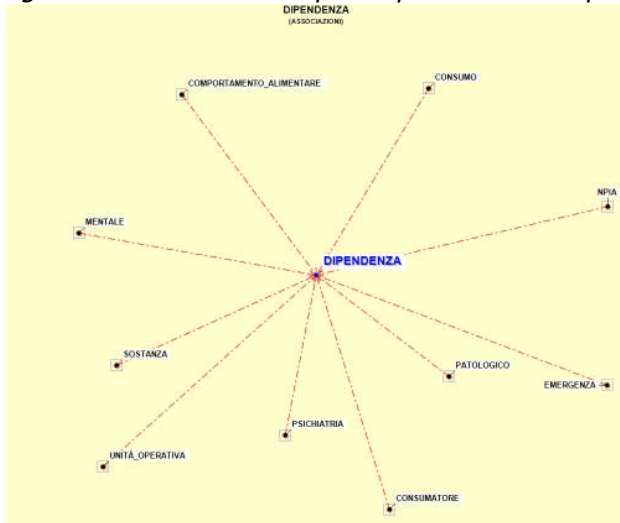 DIPENDENZA
(ASSOCIAZIONI)
COMPORTAMENTO_ALIMENTARE
CONSUMO
NPIA
MENTALE
DIPENDENZA
SOSTANZA
PATOLOGICO
EMERGENZA
PSICHIATRIA
UNITÀ_OPERATIVA
CONSUMATORE